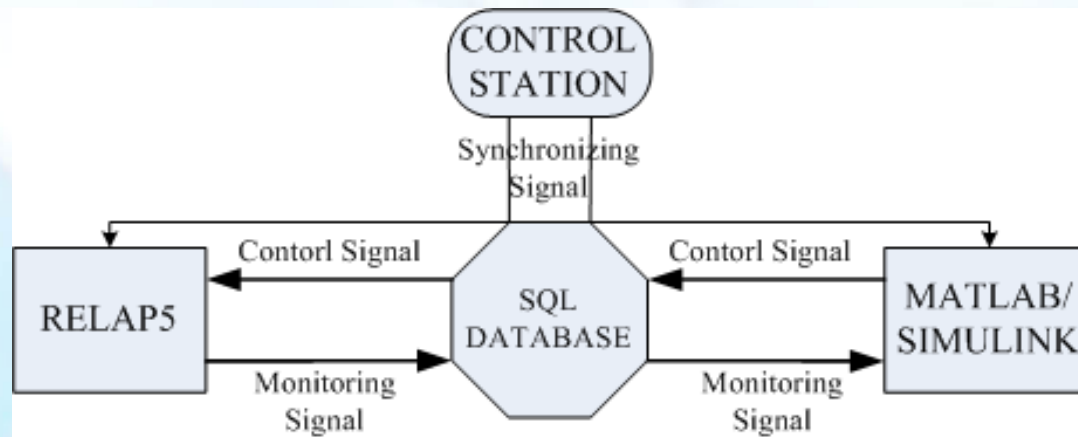 CONTROL
STATION
Synchronizing
Signal
Contorl Signal
Contorl Signal
RELAP5
SQL
DATABASE
MATLAB/
SIMULINK
Monitoring
Signal
Monitoring
Signal